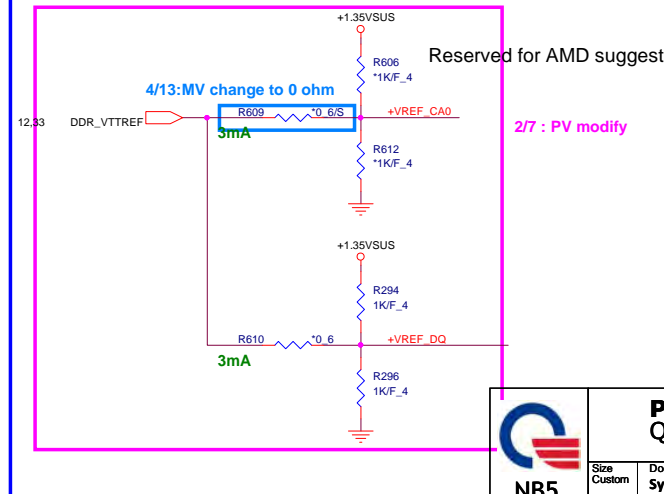 +1.35VSUS
R606
*1K/F_4
Reserved for AMD suggest
4/13:MV change to 0 ohm
R609
*0_6/S
+VREF_CA0
12,33
DDR_VTTREF
3mA
2/7 : PV modify
R612
*1K/F_4
+1.35VSUS
R294
1K/F_4
R610
*0_6
+VREF_DQ
3mA
R296
1K/F_4
NB5
P
Q
Size
Custom
Do
Sy